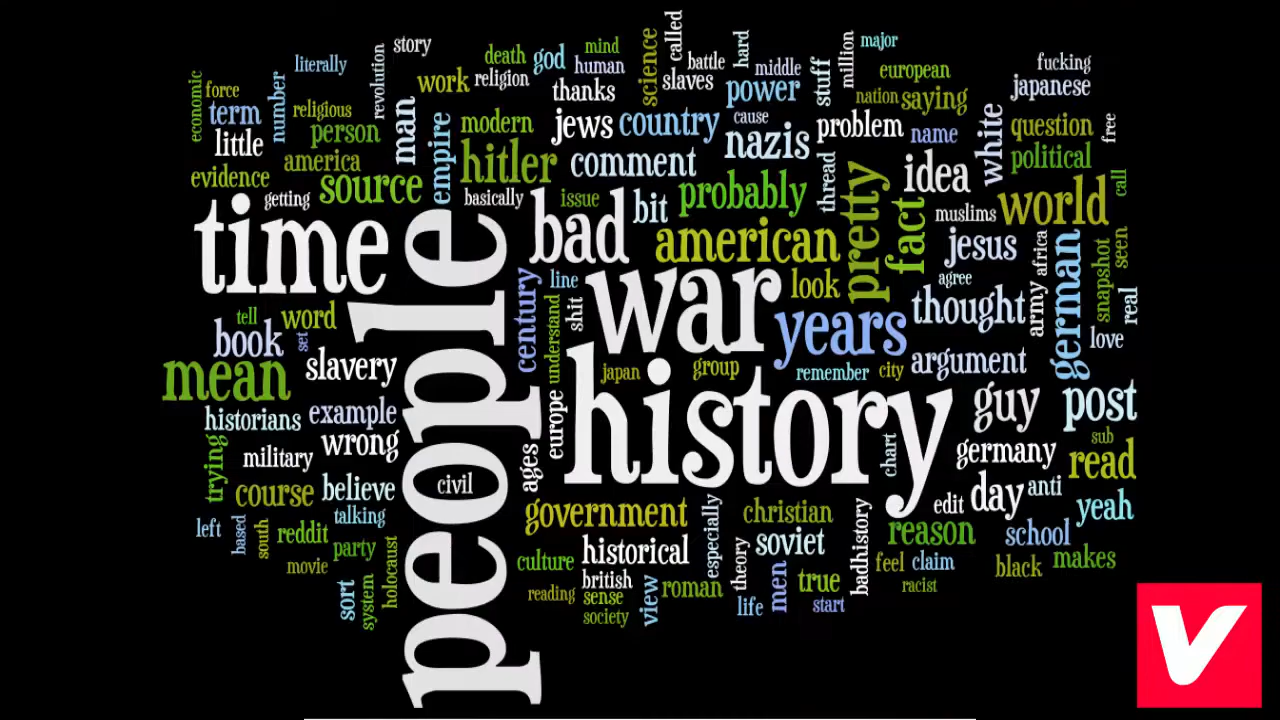 story
called
hard
major
literally
revolution
death
god
mind
human
science
battle
middle
million
fucking
economic
force
number
work
religion
thanks
slaves
power
stuff
european
japanese
term
religious
man
nation
saying
little
person
empire
modern
jews
country
cause
nazis
problem
name
white
question
free
america
hitler
comment
thread
idea
political
evidence
source
basically
issue
bit
probably
pretty
fact
muslims
world
call
getting
time
people
bad
american
jesus
africa
german
snapshot
seen
century
line
war
look
agree
thought
army
real
tell
word
set
understand
shit
years
love
book
mean
slavery
japan
group
remember
city
argument
history
historians
example
europe
guy
post
trying
military
wrong
ages
chart
germany
sub
read
course
believe
civil
edit
day
anti
yeah
left
based
south
reddit
talking
government
especially
christian
badhistory
reason
school
movie
party
holocaust
culture
historical
theory
soviet
feel
claim
black
makes
sort
system
reading
british
sense
society
view
roman
life
men
true
start
racist
V